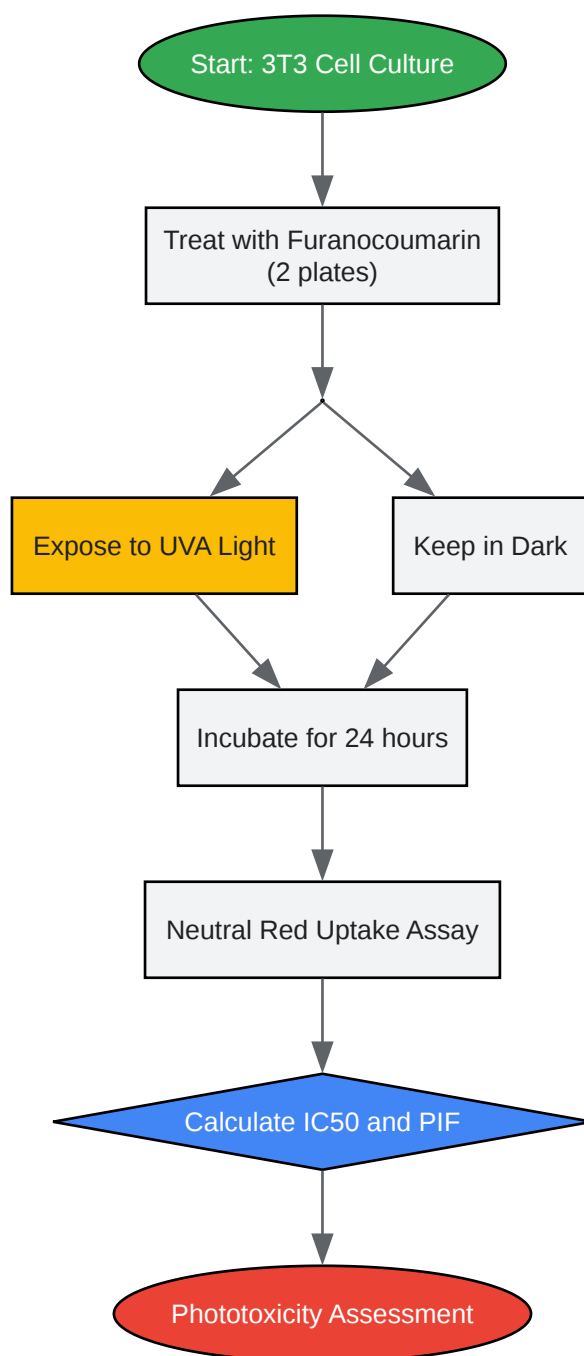 Start: 3T3 Cell Culture
Treat with Furanocoumarin
(2 plates)
Expose to UVA Light
Keep in Dark
Incubate for 24 hours
Neutral Red Uptake Assay
Calculate IC50 and PIF
Phototoxicity Assessment